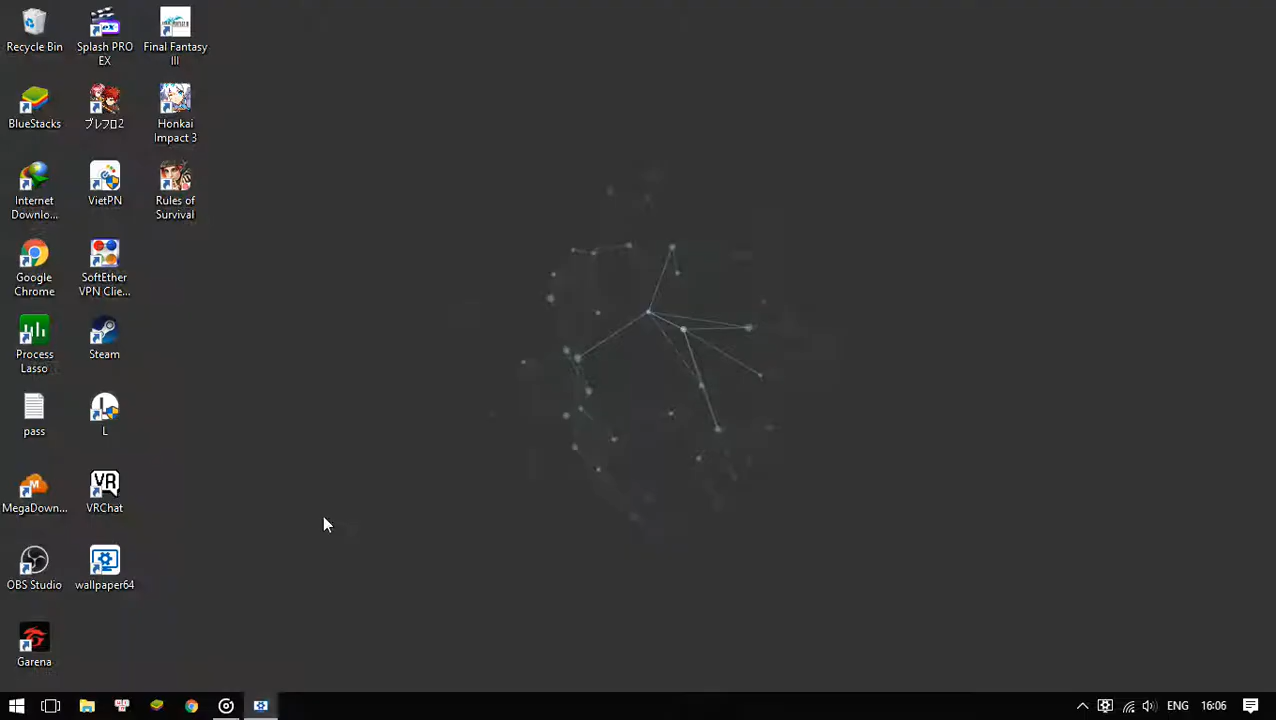 Recycle Bin
Splash PRO
EX
Final Fantasy
III
BlueStacks
ブレフロ2
Honkai
Impact 3
Internet
Downlo...
VietPN
Rules of
Survival
Google
Chrome
SoftEther
VPN Clie...
Process
Lasso
Steam
pass
L
MegaDown...
VRChat
OBS Studio
wallpaper64
Garena
ENG
16:06